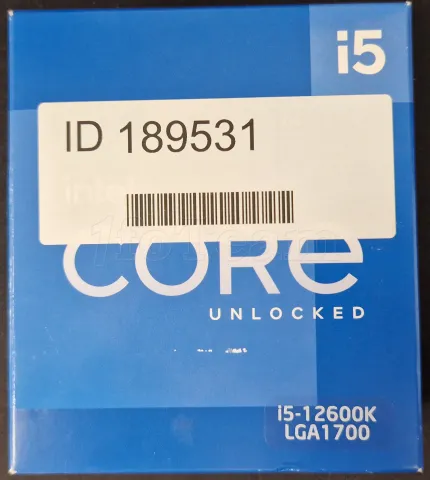 i5
ID 189531
CORE
UNLOCKED
i5-12600K
LGA1700